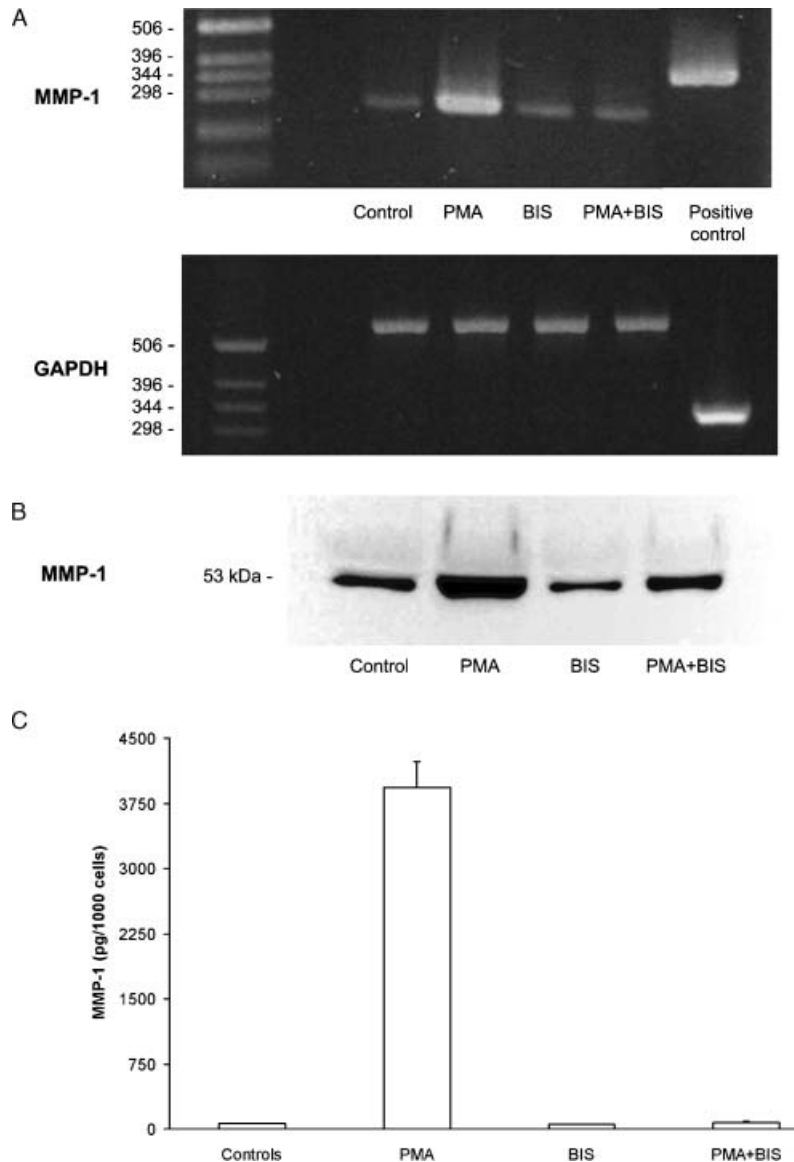 A
506 -
396 -
344 -
298 -
MMP-1
Control PMA BIS PMA+BIS Positive control
GAPDH
506 -
396 -
344 -
298 -
B
MMP-1
53 kDa -
Control PMA BIS PMA+BIS
C
MMP-1 (pg/1000 cells)
4500
3750
3000
2250
1500
750
0
Controls PMA BIS PMA+BIS